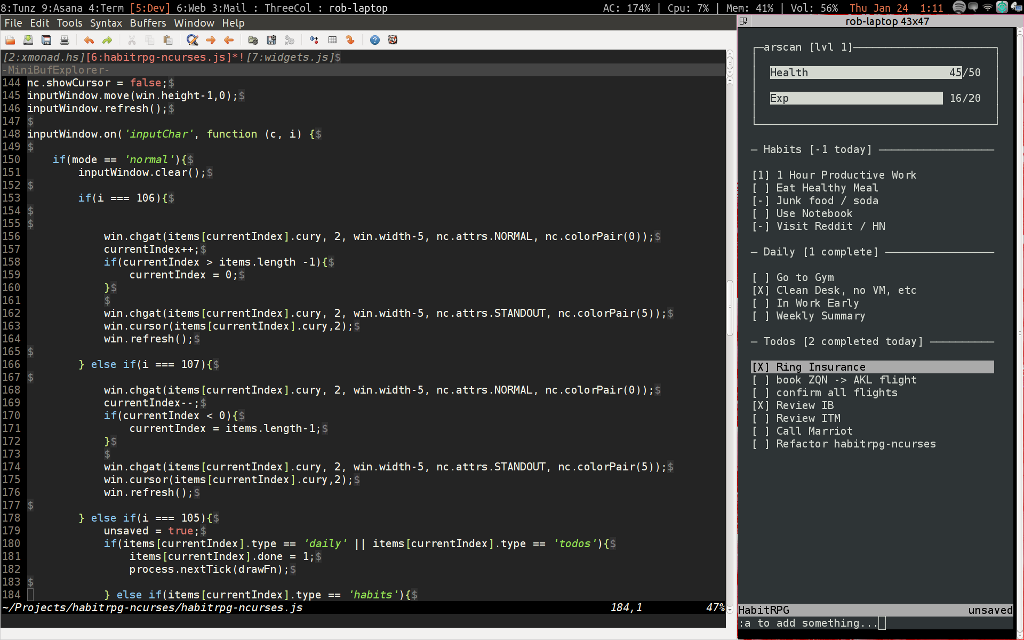 8:Tunz 9:Asana 4:Term [5:Dev] 6:Web 3:Mail : ThreeCol : rob-laptop
AC: 174% | Cpu: 7% | Mem: 41% | Vol: 56% Thu Jan 24 1:11
File Edit Tools Syntax Buffers Window Help
[2:xmonad.hs][6:habitrpg-ncurses.js]*![7:widgets.js]$
-MiniBufExplorer-
144 nc.showCursor = false;$
145 inputWindow.move(win.height-1,0);$
146 inputWindow.refresh();$
147 $
148 inputWindow.on('inputChar', function (c, i) {$
149 $
150 if(mode == 'normal'){$
151 inputWindow.clear();$
152 $
153 if(i === 106){$
154 $
155 $
156 win.chgat(items[currentIndex].cury, 2, win.width-5, nc.attrs.NORMAL, nc.colorPair(0));$
157 currentIndex++;$
158 if(currentIndex > items.length -1){$
159 currentIndex = 0;$
160 }$
161 $
162 win.chgat(items[currentIndex].cury, 2, win.width-5, nc.attrs.STANDOUT, nc.colorPair(5));$
163 win.cursor(items[currentIndex].cury,2);$
164 win.refresh();$
165 $
166 } else if(i === 107){$
167 $
168 win.chgat(items[currentIndex].cury, 2, win.width-5, nc.attrs.NORMAL, nc.colorPair(0));$
169 currentIndex--;$
170 if(currentIndex < 0){$
171 currentIndex = items.length-1;$
172 }$
173 $
174 win.chgat(items[currentIndex].cury, 2, win.width-5, nc.attrs.STANDOUT, nc.colorPair(5));$
175 win.cursor(items[currentIndex].cury,2);$
176 win.refresh();$
177 $
178 } else if(i === 105){$
179 unsaved = true;$
180 if(items[currentIndex].type == 'daily' || items[currentIndex].type == 'todos'){$
181 items[currentIndex].done = 1;$
182 process.nextTick(drawFn);$
183 $
184 } else if(items[currentIndex].type == 'habits'){$
~/Projects/habitrpg-ncurses/habitrpg-ncurses.js 184,1 47%
rob-laptop 43x47
arscan [lvl 1]
Health 45/50
Exp 16/20
Habits [-1 today]
[1] 1 Hour Productive Work
[ ] Eat Healthy Meal
[-] Junk food / soda
[ ] Use Notebook
[-] Visit Reddit / HN
Daily [1 complete]
[ ] Go to Gym
[X] Clean Desk, no VM, etc
[ ] In Work Early
[ ] Weekly Summary
Todos [2 completed today]
[X] Ring Insurance
[ ] book ZQN -> AKL flight
[ ] confirm all flights
[X] Review IB
[ ] Review ITM
[ ] Call Marriot
[ ] Refactor habitrpg-ncurses
HabitRPG unsaved
:a to add something...